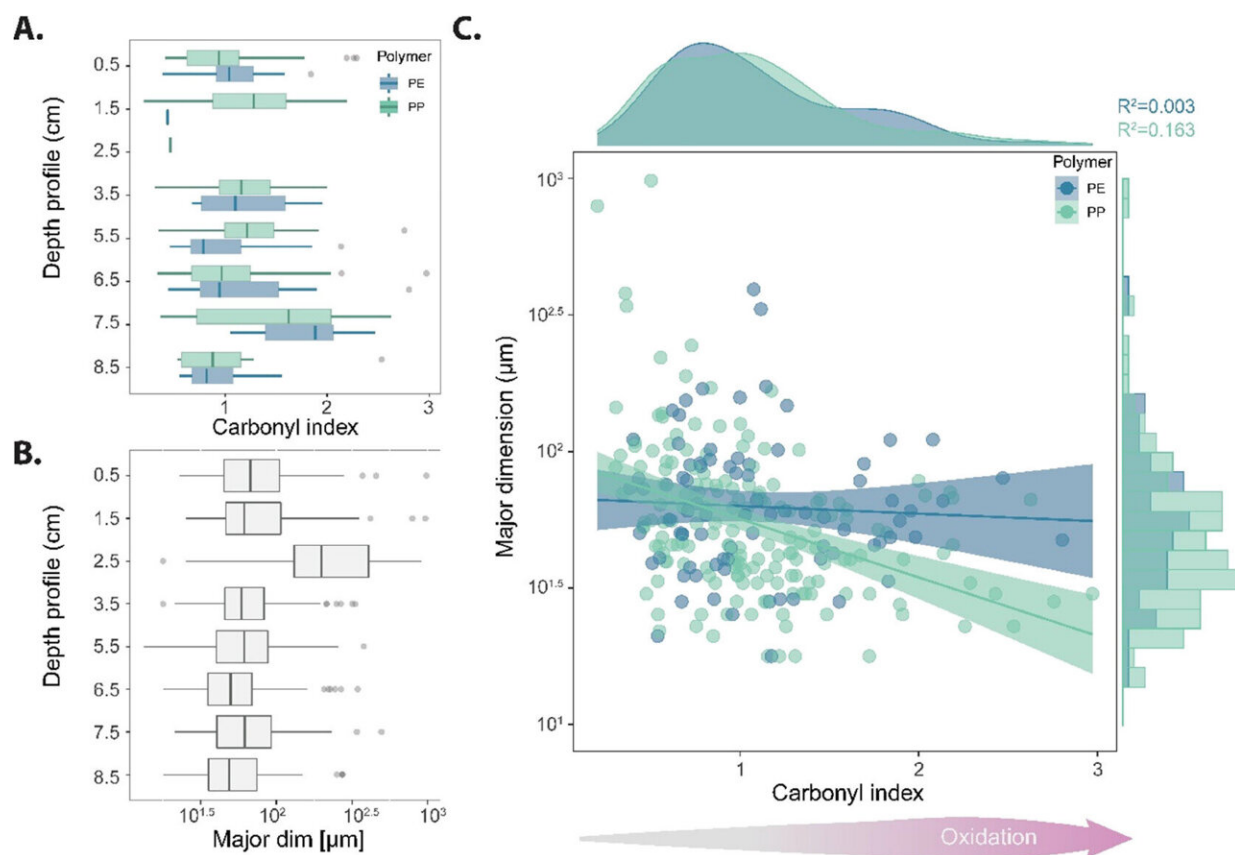 A.
Depth profile (cm)
0.5
1.5
2.5
3.5
5.5
6.5
7.5
8.5
Polymer
PE
PP
1 2 3
Carbonyl index
B.
Depth profile (cm)
0.5
1.5
2.5
3.5
5.5
6.5
7.5
8.5
10^1.5 10^2 10^2.5 10^3
Major dim [µm]
C.
R²=0.003
R²=0.163
Polymer
PE
PP
Major dimension (µm)
10^3
10^2.5
10^2
10^1.5
10^1
1 2 3
Carbonyl index
Oxidation